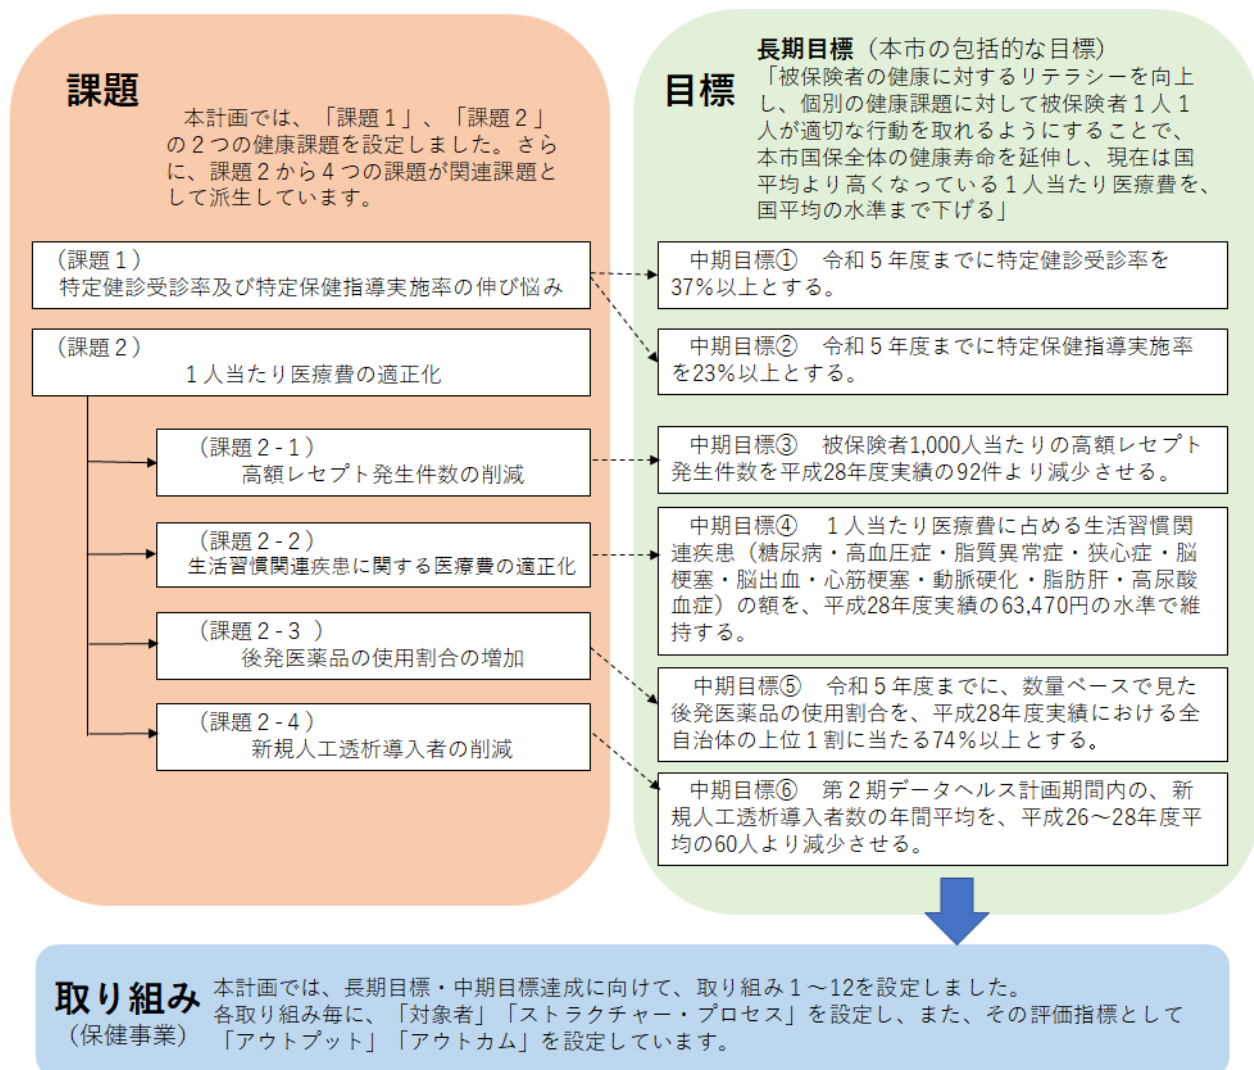 課題
本計画では、「課題１」、「課題２」
の２つの健康課題を設定しました。さら
に、課題２から４つの課題が関連課題と
して派生しています。
（課題１）
特定健診受診率及び特定保健指導実施率の伸び悩み
（課題２）
１人当たり医療費の適正化
（課題２-１）
高額レセプト発生件数の削減
（課題２-２）
生活習慣関連疾患に関する医療費の適正化
（課題２-３ ）
後発医薬品の使用割合の増加
（課題２-４）
新規人工透析導入者の削減
目標
長期目標（本市の包括的な目標）
「被保険者の健康に対するリテラシーを向上
し、個別の健康課題に対して被保険者１人１
人が適切な行動を取れるようにすることで、
本市国保全体の健康寿命を延伸し、現在は国
平均より高くなっている１人当たり医療費を、
国平均の水準まで下げる」
中期目標①　令和５年度までに特定健診受診率を
37％以上とする。
中期目標②　令和５年度までに特定保健指導実施率
を23％以上とする。
中期目標③　被保険者1,000人当たりの高額レセプト
発生件数を平成28年度実績の92件より減少させる。
中期目標④　１人当たり医療費に占める生活習慣関
連疾患（糖尿病・高血圧症・脂質異常症・狭心症・脳
梗塞・脳出血・心筋梗塞・動脈硬化・脂肪肝・高尿酸
血症）の額を、平成28年度実績の63,470円の水準で維
持する。
中期目標⑤　令和５年度までに、数量ベースで見た
後発医薬品の使用割合を、平成28年度実績における全
自治体の上位１割に当たる74％以上とする。
中期目標⑥　第２期データヘルス計画期間内の、新
規人工透析導入者数の年間平均を、平成26～28年度平
均の60人より減少させる。
取り組み
（保健事業）
本計画では、長期目標・中期目標達成に向けて、取り組み１～12を設定しました。
各取り組み毎に、「対象者」「ストラクチャー・プロセス」を設定し、また、その評価指標として
「アウトプット」「アウトカム」を設定しています。